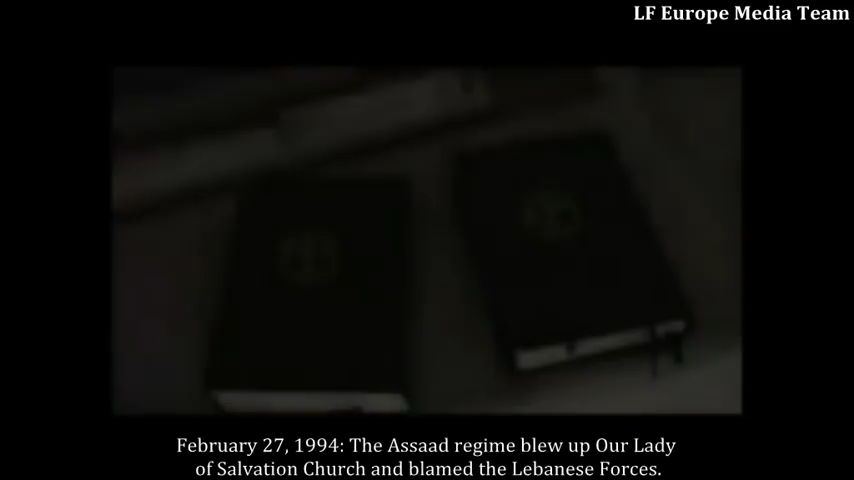 LF Europe Media Team
February 27, 1994: The Assaad regime blew up Our Lady
of Salvation Church and blamed the Lebanese Forces.